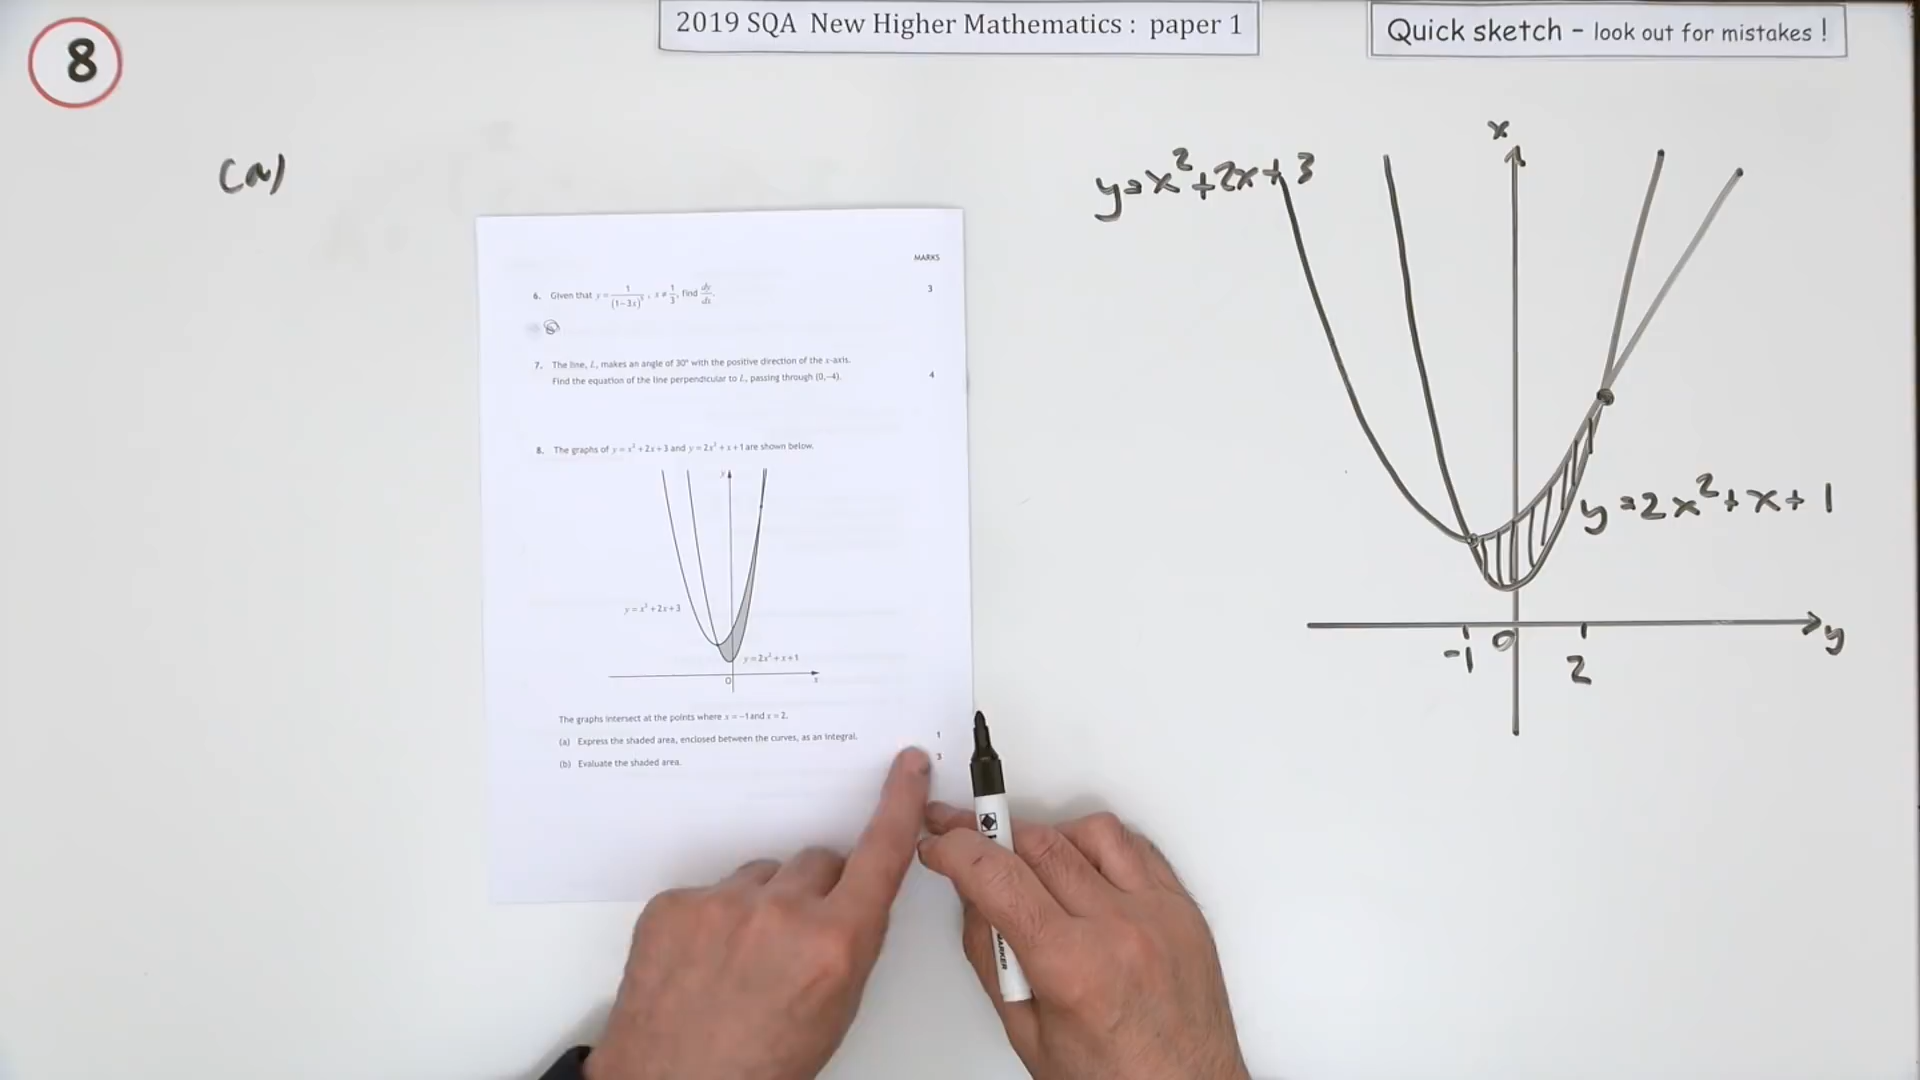 8
2019 SQA New Higher Mathematics : paper 1
Quick sketch – look out for mistakes !
(a)
MARKS
6. Given that y = 1/(1−3x)⁵, x ≠ 1/3, find dy/dx.
3
7. The line, L, makes an angle of 30° with the positive direction of the x-axis.
Find the equation of the line perpendicular to L, passing through (0,−4).
4
8. The graphs of y = x² + 2x + 3 and y = 2x² + x + 1 are shown below.
y
y = x² + 2x + 3
y = 2x² + x + 1
O
x
The graphs intersect at the points where x = −1 and x = 2.
(a) Express the shaded area, enclosed between the curves, as an integral.
1
(b) Evaluate the shaded area.
3
x
y=x²+2x+3
y=2x²+x+1
-1 0 2
y
MARKER